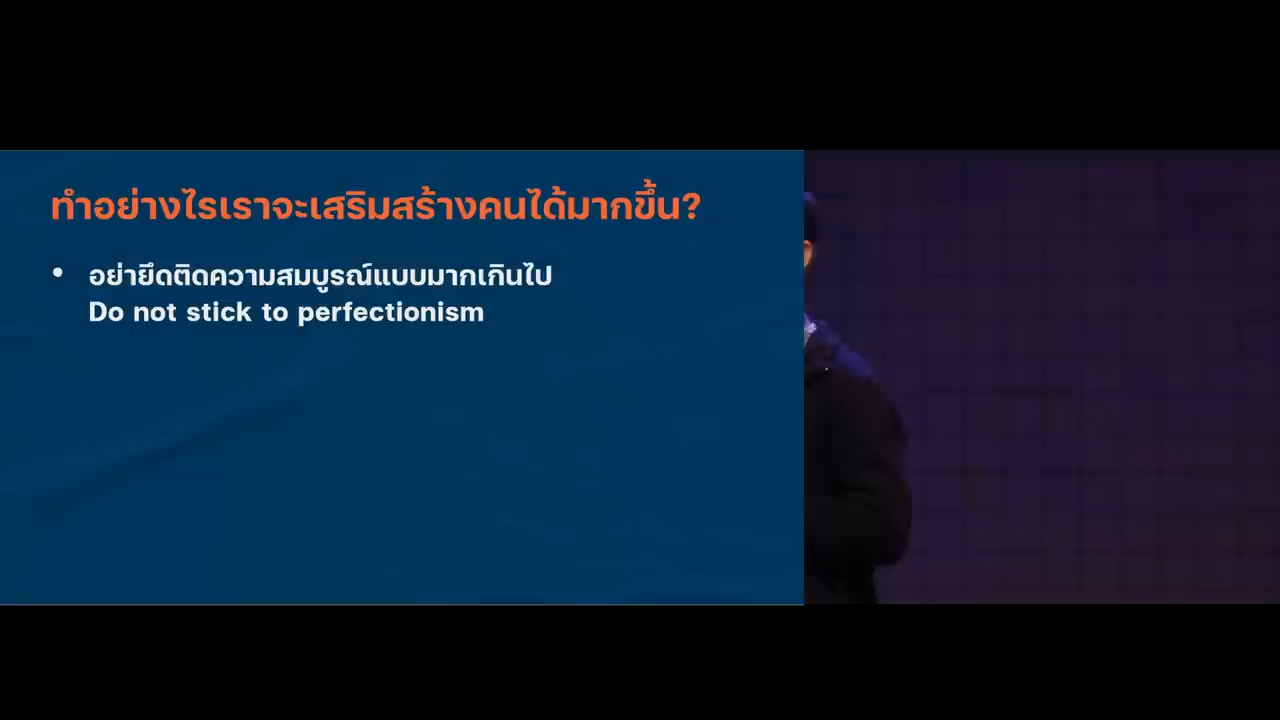 ทำอย่างไรเราจะเสริมสร้างคนได้มากขึ้น?
• อย่ายึดติดความสมบูรณ์แบบมากเกินไป
Do not stick to perfectionism